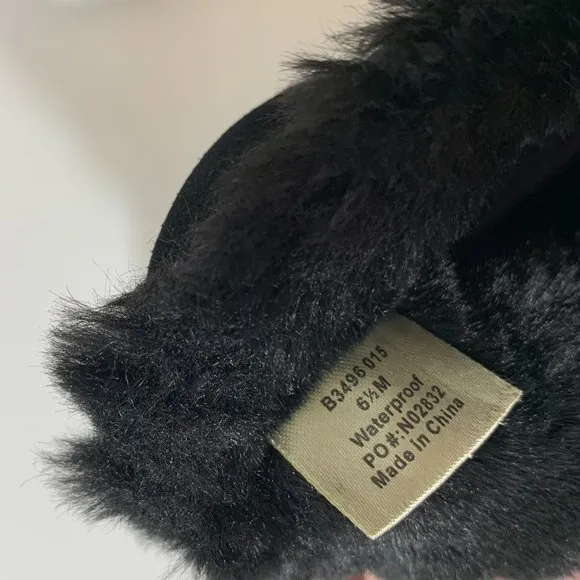 B3496 015
6½M
Waterproof
PO#:N02832
Made in China